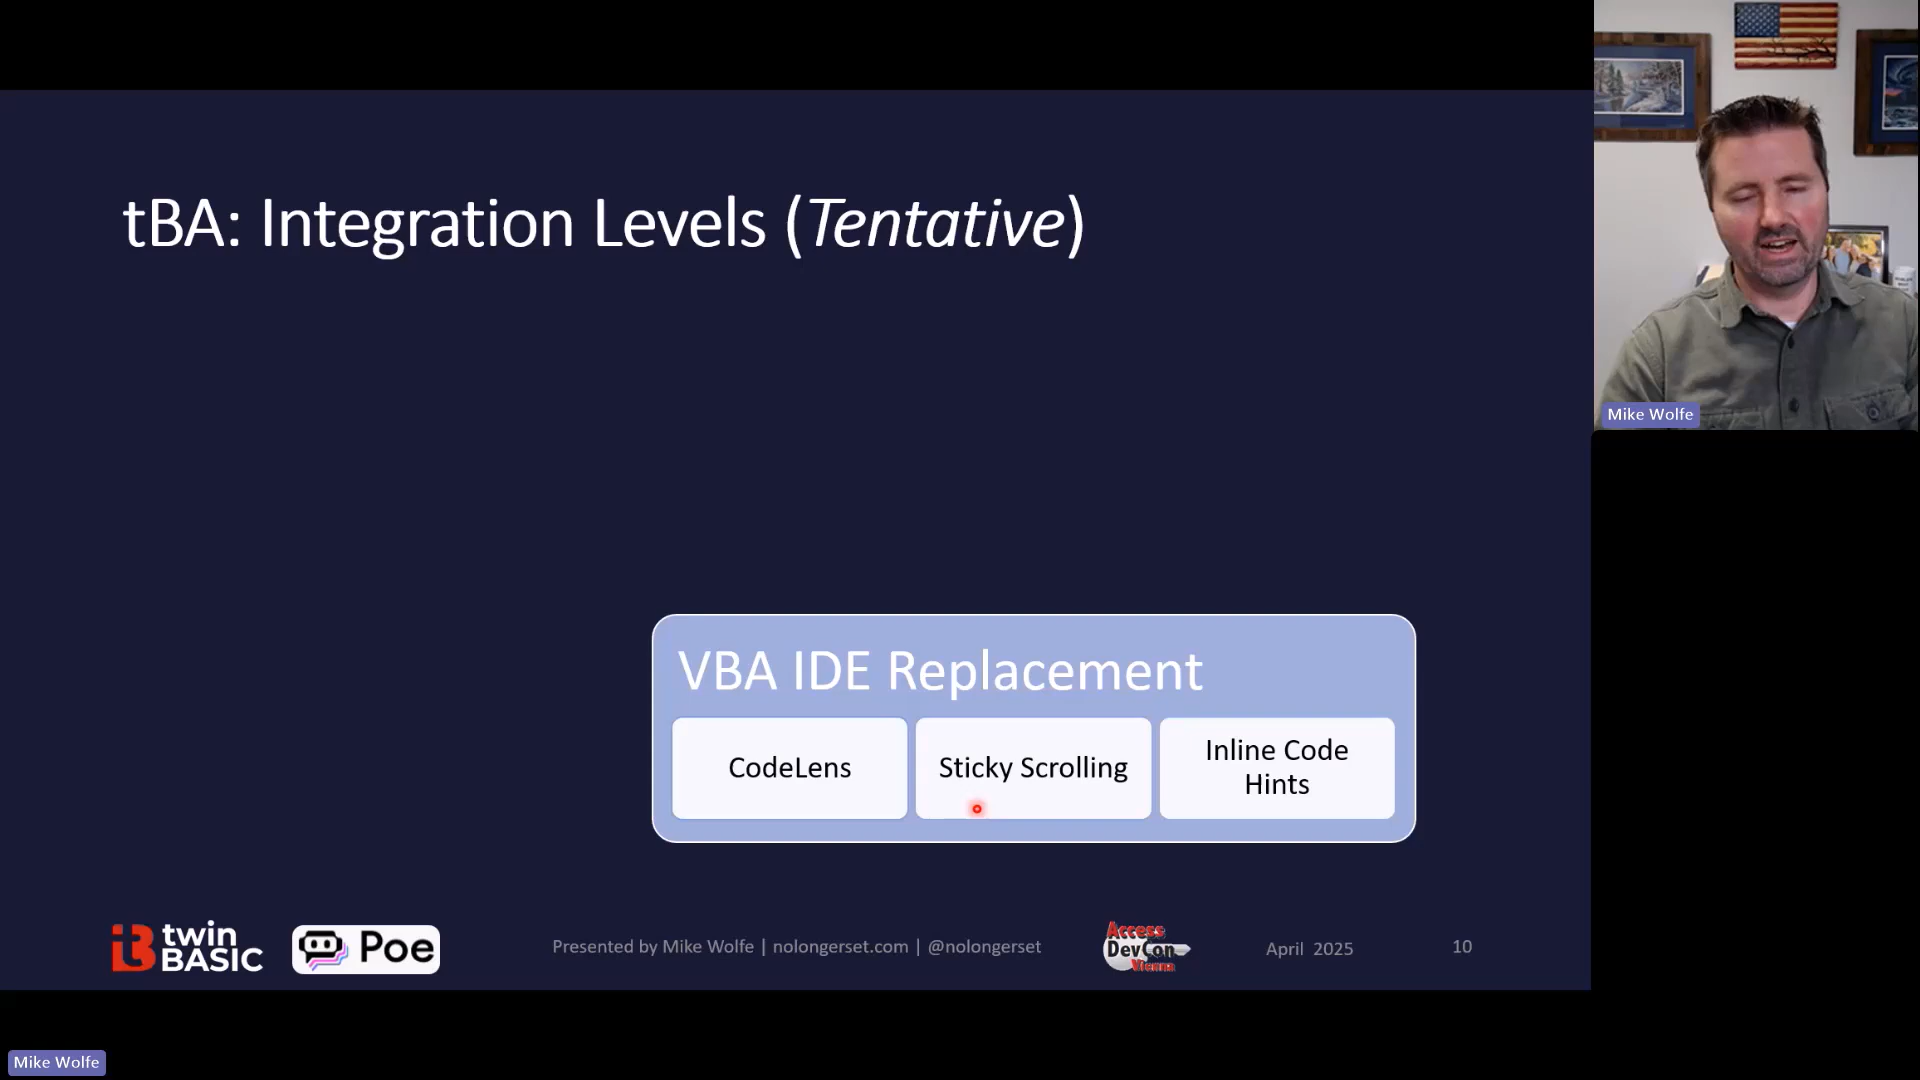 tBA: Integration Levels (Tentative)
VBA IDE Replacement
CodeLens
Sticky Scrolling
Inline Code
Hints
twin
BASIC
Poe
Presented by Mike Wolfe | nolongerset.com | @nolongerset
Access
DevCon
Vienna
April 2025
10
Mike Wolfe
Mike Wolfe